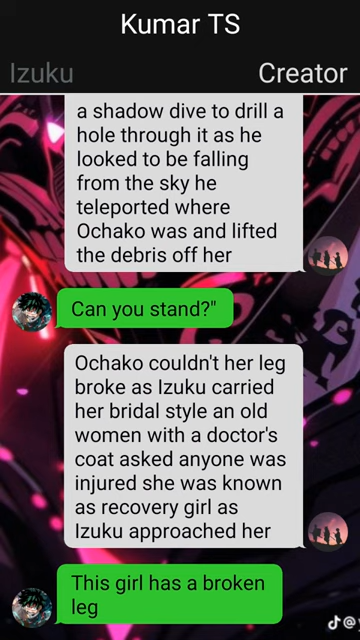 Kumar TS
Izuku
Creator
a shadow dive to drill a
hole through it as he
looked to be falling
from the sky he
teleported where
Ochako was and lifted
the debris off her
Can you stand?"
Ochako couldn't her leg
broke as Izuku carried
her bridal style an old
women with a doctor's
coat asked anyone was
injured she was known
as recovery girl as
Izuku approached her
This girl has a broken
leg
@